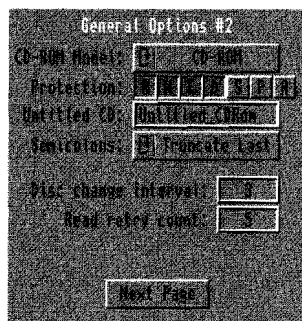 General Options #2
CD-ROM Model: CD-ROM
Protection:
Untitled CD: Untitled_CDRom
Semicolons: Truncate Last
Disc change interval: 3
Read retry count: 5
Next Page